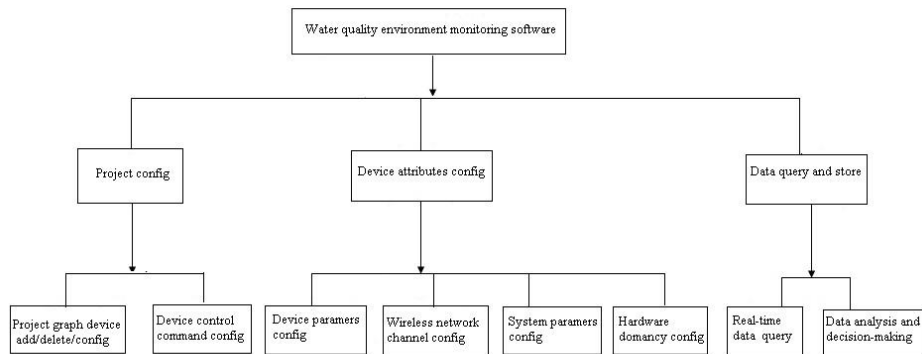 Water quality environment monitoring software
Project config
Device attributes config
Data query and store
Project graph device
add/delete/config
Device control
command config
Device paramers
config
Wireless network
channel config
System paramers
config
Hardware
domancy config
Real-time
data query
Data analysis and
decision-making